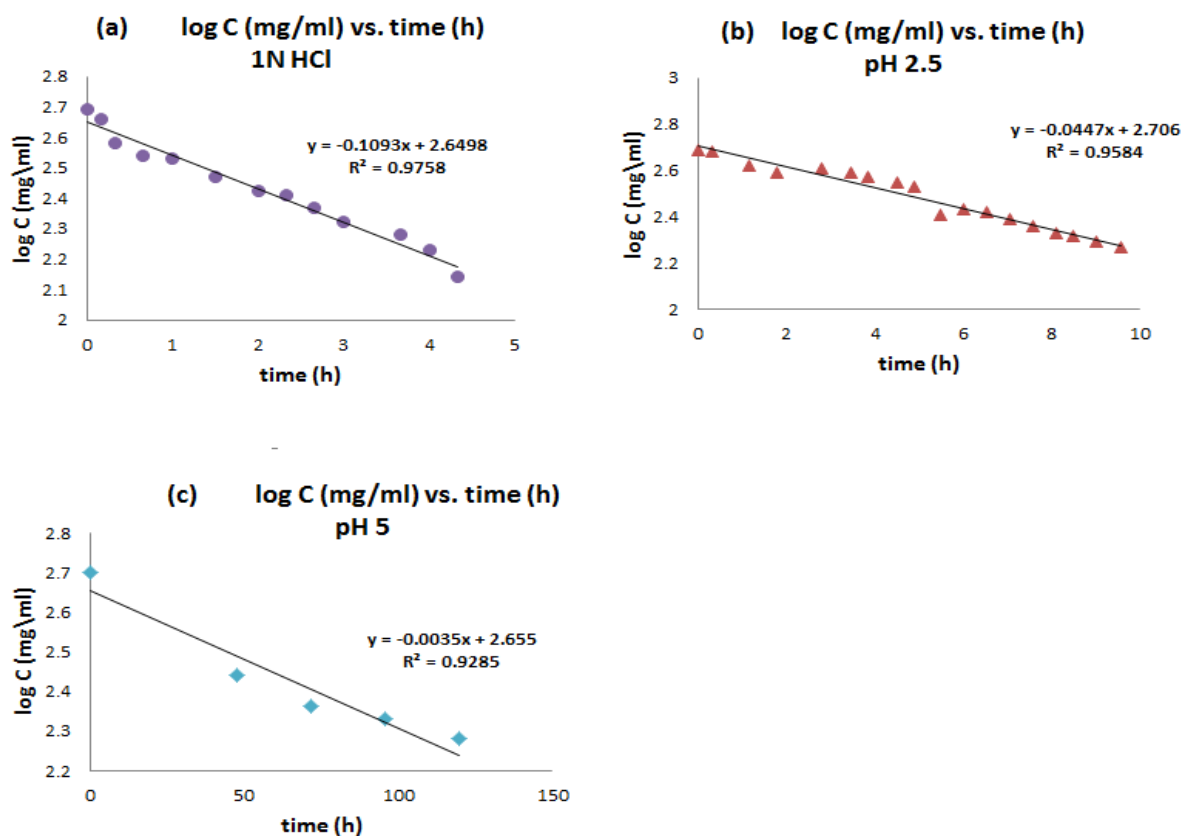 (a) log C (mg/ml) vs. time (h)
1N HCl
log C (mg\ml)
2.8
2.7
2.6
2.5
2.4
2.3
2.2
2.1
2
y = -0.1093x + 2.6498
R² = 0.9758
0 1 2 3 4 5
time (h)
(b) log C (mg/ml) vs. time (h)
pH 2.5
log C (mg\ml)
3
2.8
2.6
2.4
2.2
2
y = -0.0447x + 2.706
R² = 0.9584
0 2 4 6 8 10
time (h)
(c) log C (mg/ml) vs. time (h)
pH 5
log C (mg\ml)
2.8
2.7
2.6
2.5
2.4
2.3
2.2
y = -0.0035x + 2.655
R² = 0.9285
0 50 100 150
time (h)